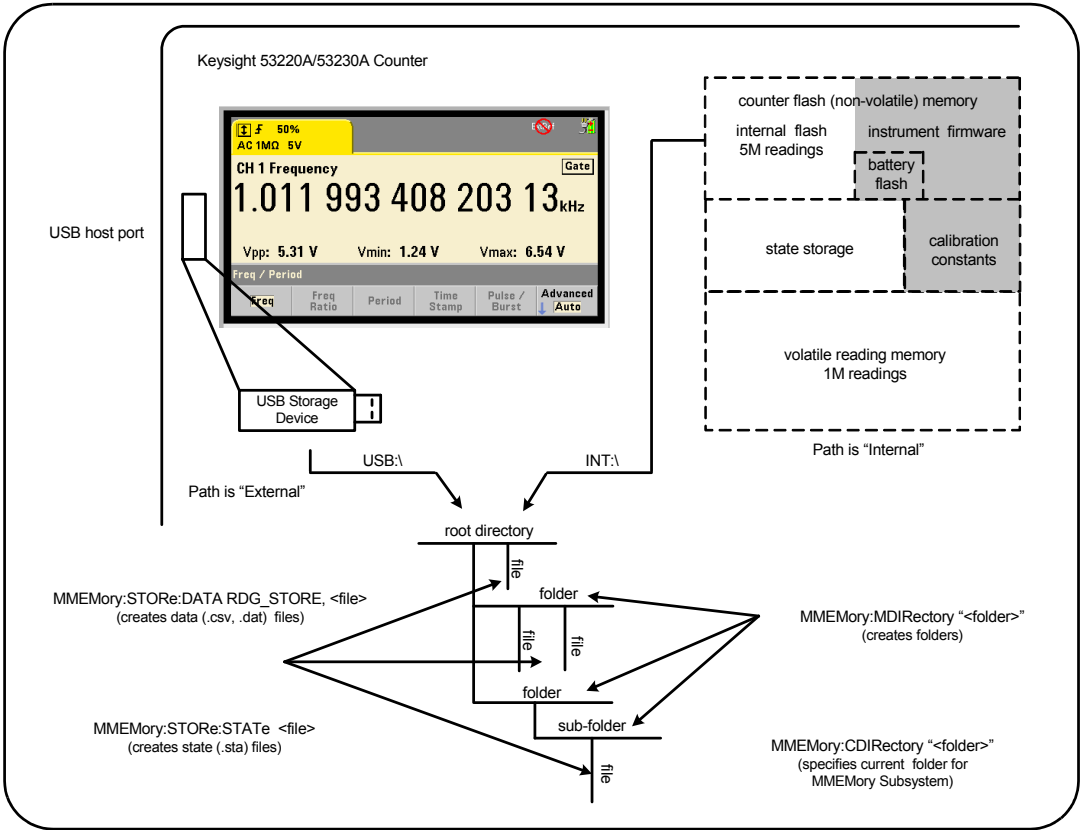 Keysight 53220A/53230A Counter
50%
AC 1MΩ 5V
CH 1 Frequency
Gate
1.011 993 408 203 13kHz
Vpp: 5.31 V Vmin: 1.24 V Vmax: 6.54 V
Freq / Period
Freq
Freq
Ratio
Period
Time
Stamp
Pulse /
Burst
Advanced
Auto
USB host port
USB Storage
Device
counter flash (non-volatile) memory
internal flash
5M readings
instrument firmware
battery
flash
state storage
calibration
constants
volatile reading memory
1M readings
Path is "Internal"
USB:\
INT:\
Path is "External"
root directory
file
folder
file
file
folder
sub-folder
file
MMEMory:STORe:DATA RDG_STORE, <file>
(creates data (.csv, .dat) files)
MMEMory:MDIRectory "<folder>"
(creates folders)
MMEMory:STORe:STATe <file>
(creates state (.sta) files)
MMEMory:CDIRectory "<folder>"
(specifies current folder for
MMEMory Subsystem)